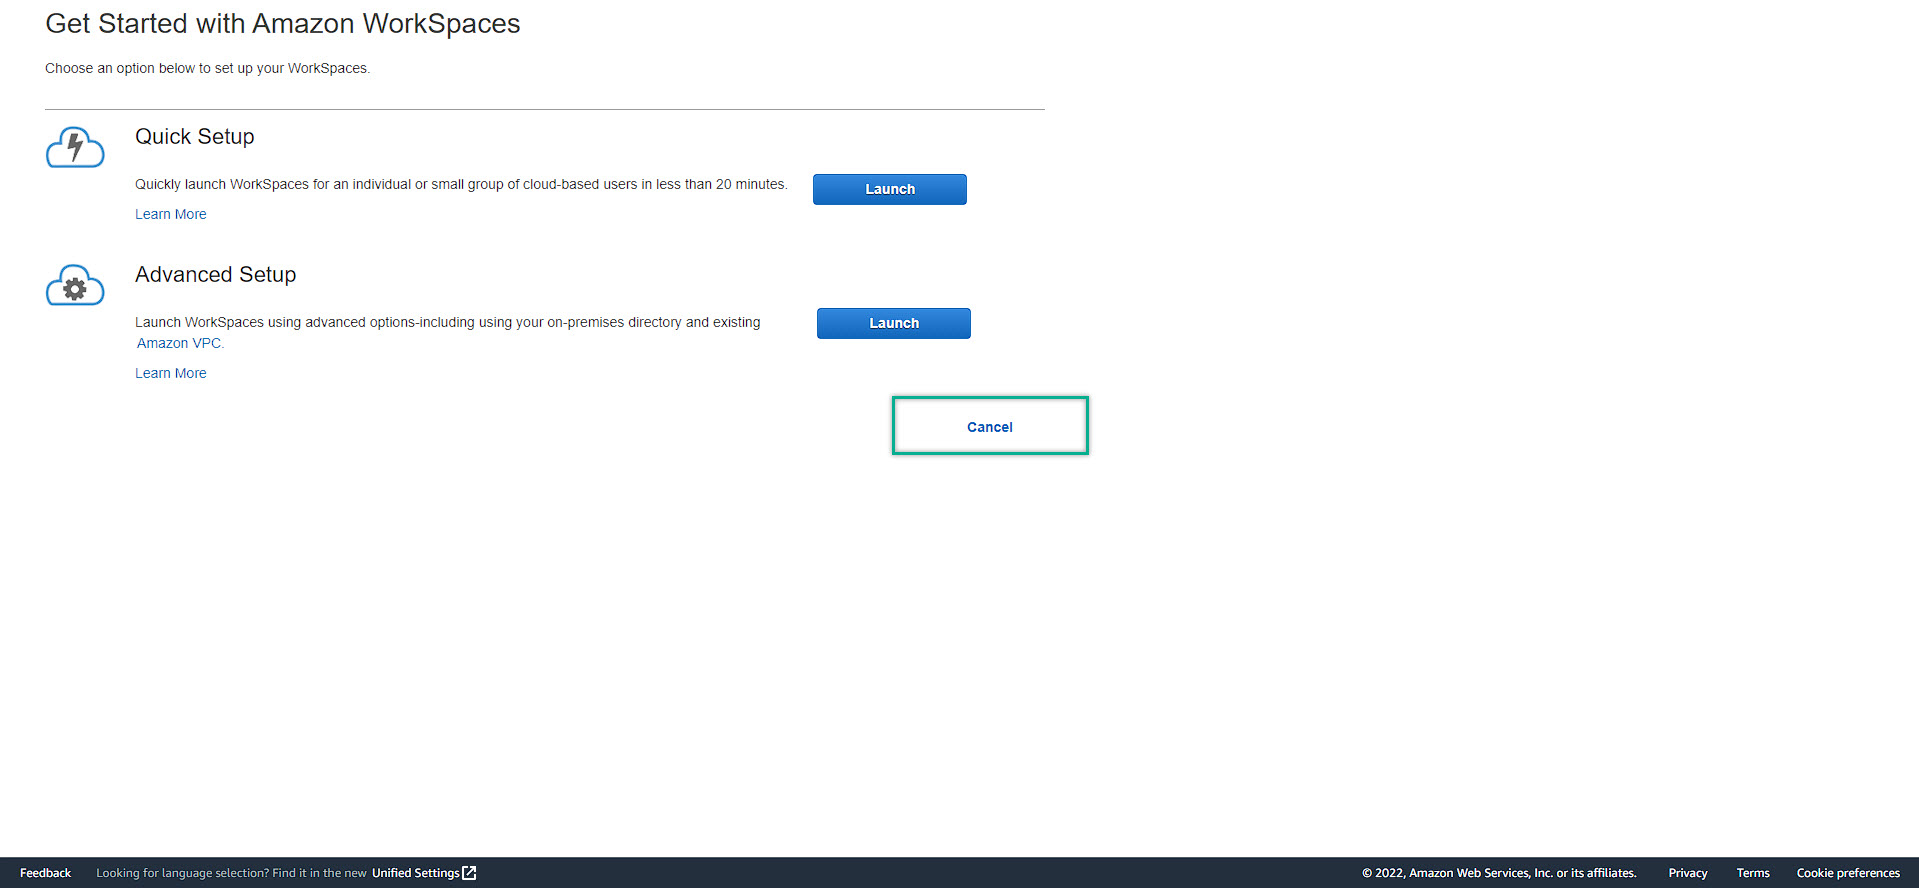 Get Started with Amazon WorkSpaces
Choose an option below to set up your WorkSpaces.
Quick Setup
Quickly launch WorkSpaces for an individual or small group of cloud-based users in less than 20 minutes.
Launch
Learn More
Advanced Setup
Launch WorkSpaces using advanced options-including using your on-premises directory and existing
Amazon VPC.
Launch
Learn More
Cancel
Feedback Looking for language selection? Find it in the new Unified Settings © 2022, Amazon Web Services, Inc. or its affiliates. Privacy Terms Cookie preferences